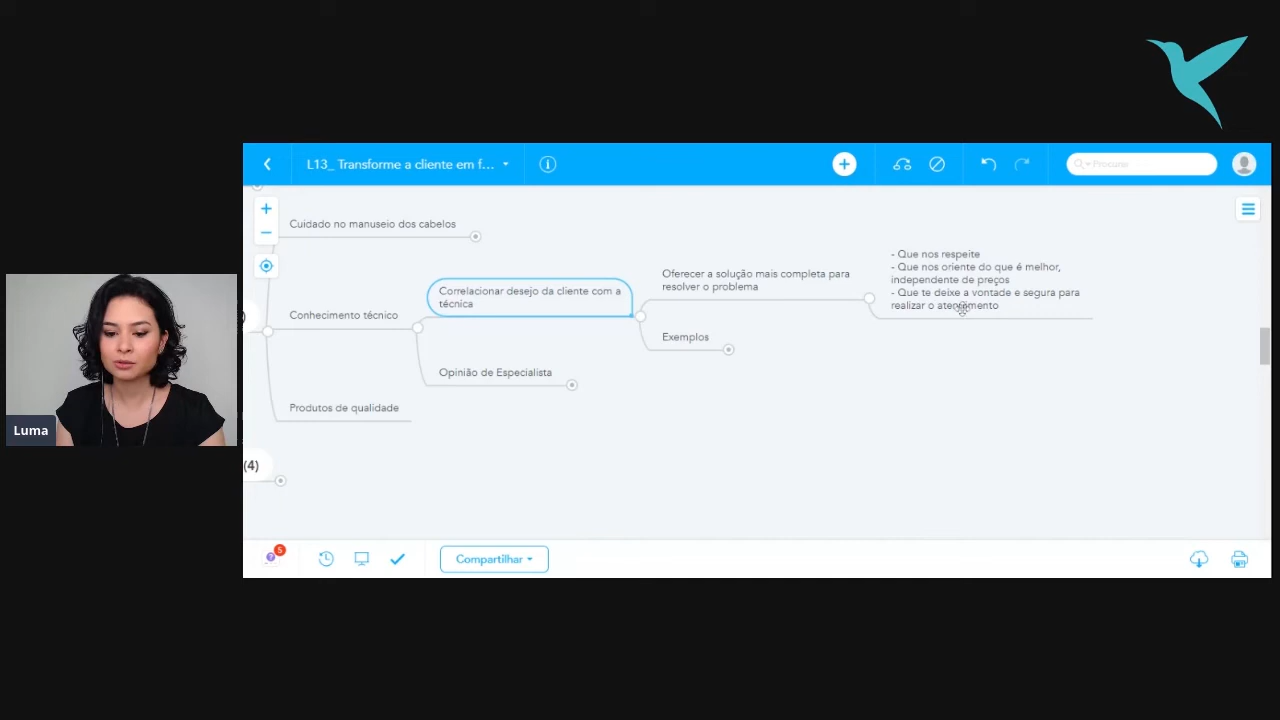 L13_ Transforme a cliente em f...
Procurar
Cuidado no manuseio dos cabelos
- Que nos respeite
- Que nos oriente do que é melhor,
independente de preços
- Que te deixe a vontade e segura para
realizar o atendimento
Oferecer a solução mais completa para
resolver o problema
Correlacionar desejo da cliente com a
técnica
Conhecimento técnico
Exemplos
Opinião de Especialista
Produtos de qualidade
Luma
(4)
5
Compartilhar